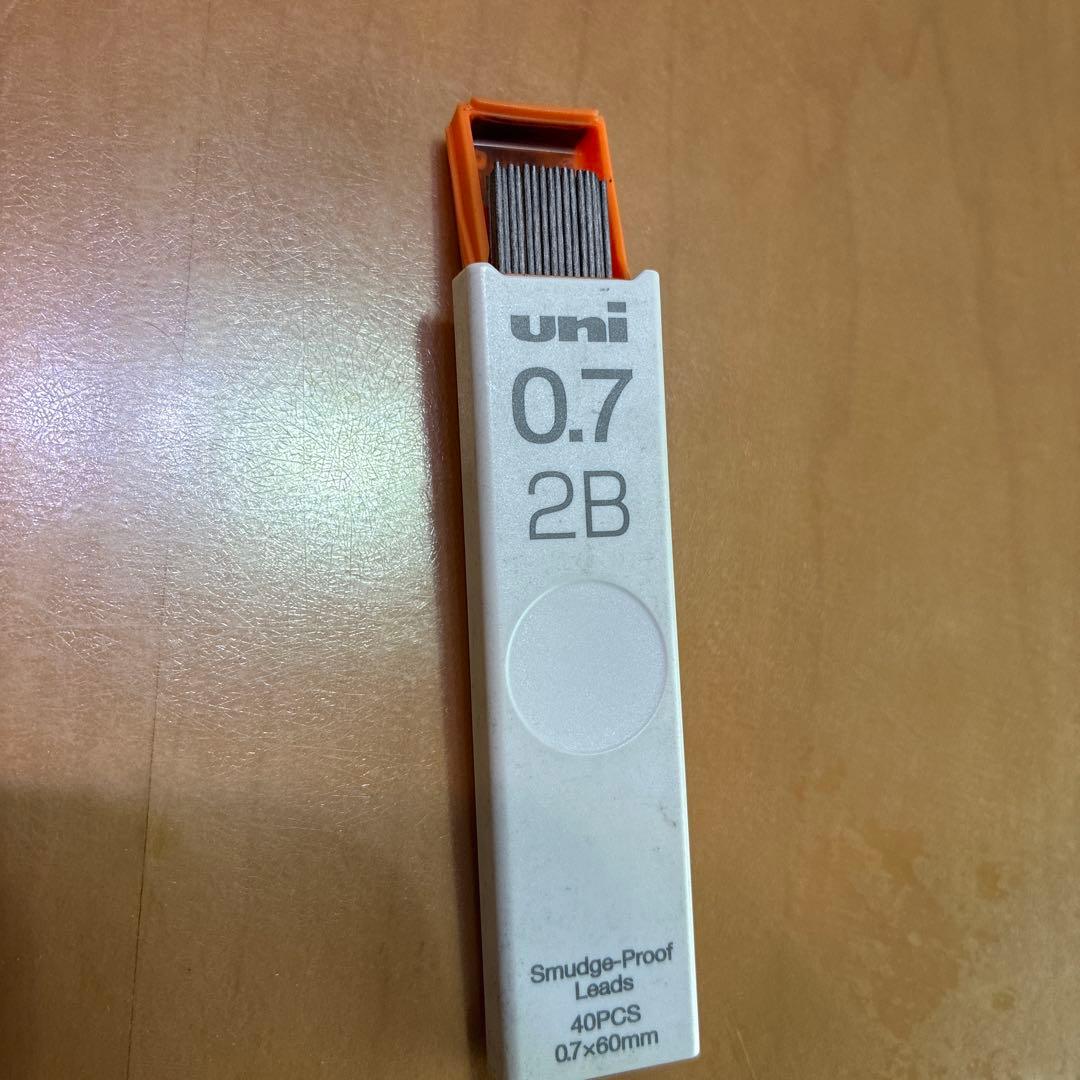 uni
0.7
2B
Smudge-Proof
Leads
40PCS
0.7×60mm